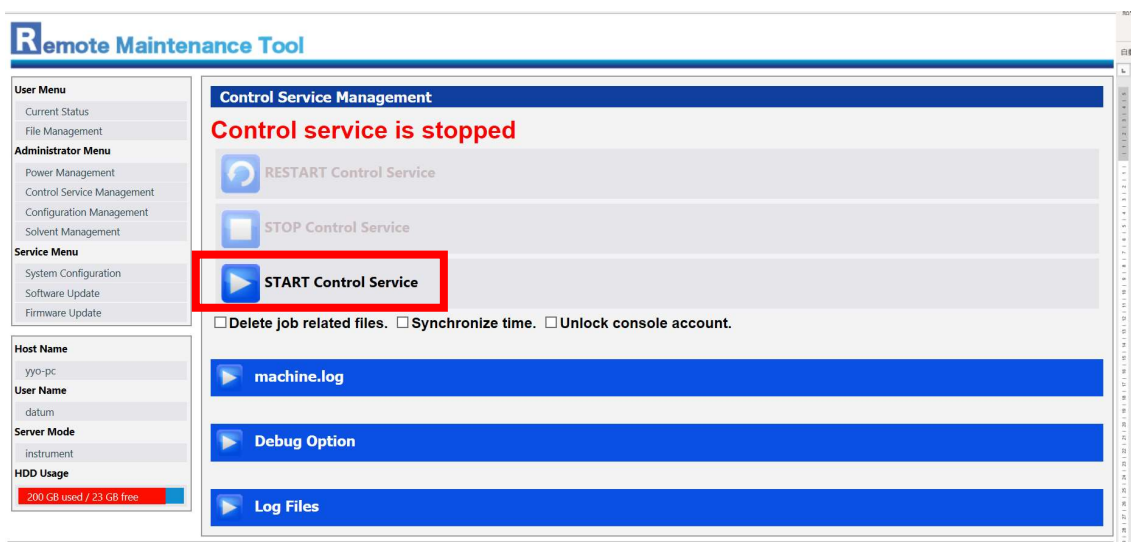 Remote Maintenance Tool
User Menu
Current Status
File Management
Administrator Menu
Power Management
Control Service Management
Configuration Management
Solvent Management
Service Menu
System Configuration
Software Update
Firmware Update
Host Name
yyo-pc
User Name
datum
Server Mode
instrument
HDD Usage
200 GB used / 23 GB free
Control Service Management
Control service is stopped
RESTART Control Service
STOP Control Service
START Control Service
Delete job related files. Synchronize time. Unlock console account.
machine.log
Debug Option
Log Files